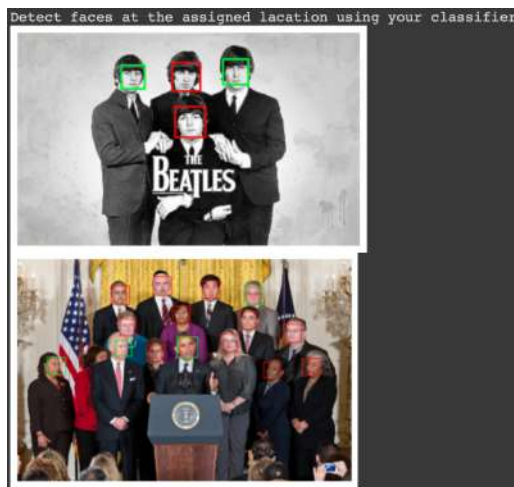 Detect faces at the assigned lacation using your classifier
THE
BEATLES